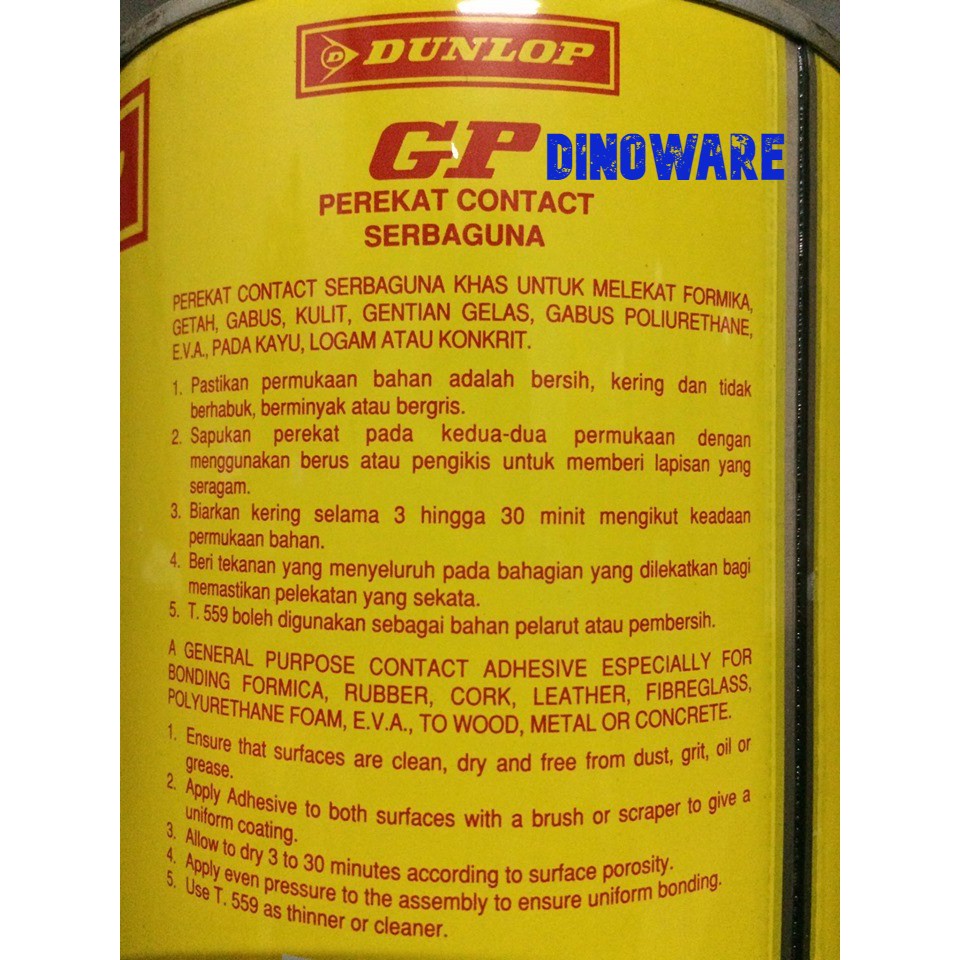 DUNLOP
GP DINOWARE
PEREKAT CONTACT
SERBAGUNA
PEREKAT CONTACT SERBAGUNA KHAS UNTUK MELEKAT FORMIKA,
GETAH, GABUS, KULIT, GENTIAN GELAS, GABUS POLIURETHANE,
E.V.A., PADA KAYU, LOGAM ATAU KONKRIT.
1. Pastikan permukaan bahan adalah bersih, kering dan tidak
berhabuk, berminyak atau bergris.
2. Sapukan perekat pada kedua-dua permukaan dengan
menggunakan berus atau pengikis untuk memberi lapisan yang
seragam.
3. Biarkan kering selama 3 hingga 30 minit mengikut keadaan
permukaan bahan.
4. Beri tekanan yang menyeluruh pada bahagian yang dilekatkan bagi
memastikan pelekatan yang sekata.
5. T. 559 boleh digunakan sebagai bahan pelarut atau pembersih.
A GENERAL PURPOSE CONTACT ADHESIVE ESPECIALLY FOR
BONDING FORMICA, RUBBER, CORK, LEATHER, FIBREGLASS,
POLYURETHANE FOAM, E.V.A., TO WOOD, METAL OR CONCRETE.
1. Ensure that surfaces are clean, dry and free from dust, grit, oil or
grease.
2. Apply Adhesive to both surfaces with a brush or scraper to give a
uniform coating.
3. Allow to dry 3 to 30 minutes according to surface porosity.
4. Apply even pressure to the assembly to ensure uniform bonding.
5. Use T. 559 as thinner or cleaner.